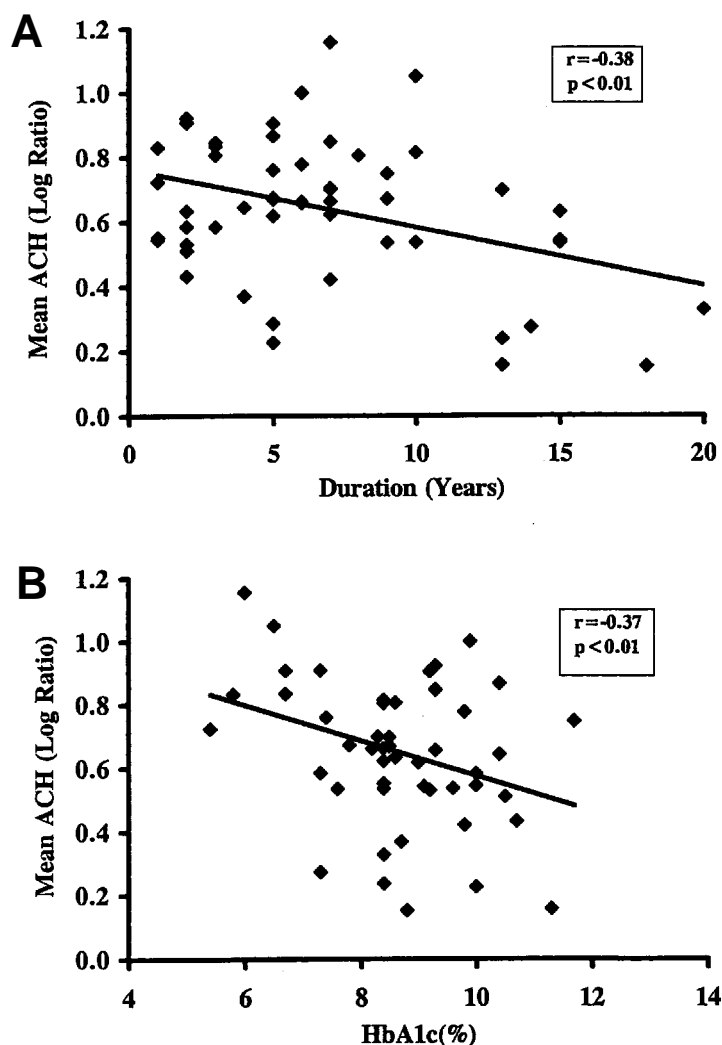 A
1.2
1.0
0.8
0.6
0.4
0.2
0.0
Mean ACH (Log Ratio)
r=-0.38
p<0.01
0 5 10 15 20
Duration (Years)
B
1.2
1.0
0.8
0.6
0.4
0.2
0.0
Mean ACH (Log Ratio)
r=-0.37
p<0.01
4 6 8 10 12 14
HbA1c(%)